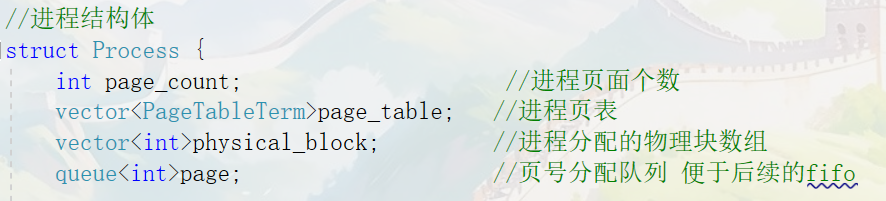 //进程结构体
struct Process {
int page_count; //进程页面个数
vector<PageTableTerm>page_table; //进程页表
vector<int>physical_block; //进程分配的物理块数组
queue<int>page; //页号分配队列 便于后续的fifo